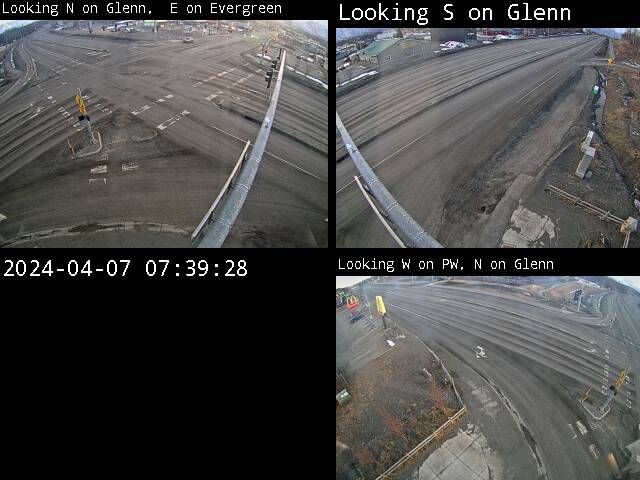 Looking N on Glenn,  E on Evergreen
Looking S on Glenn
2024-04-07 07:39:28
Looking W on PW, N on Glenn